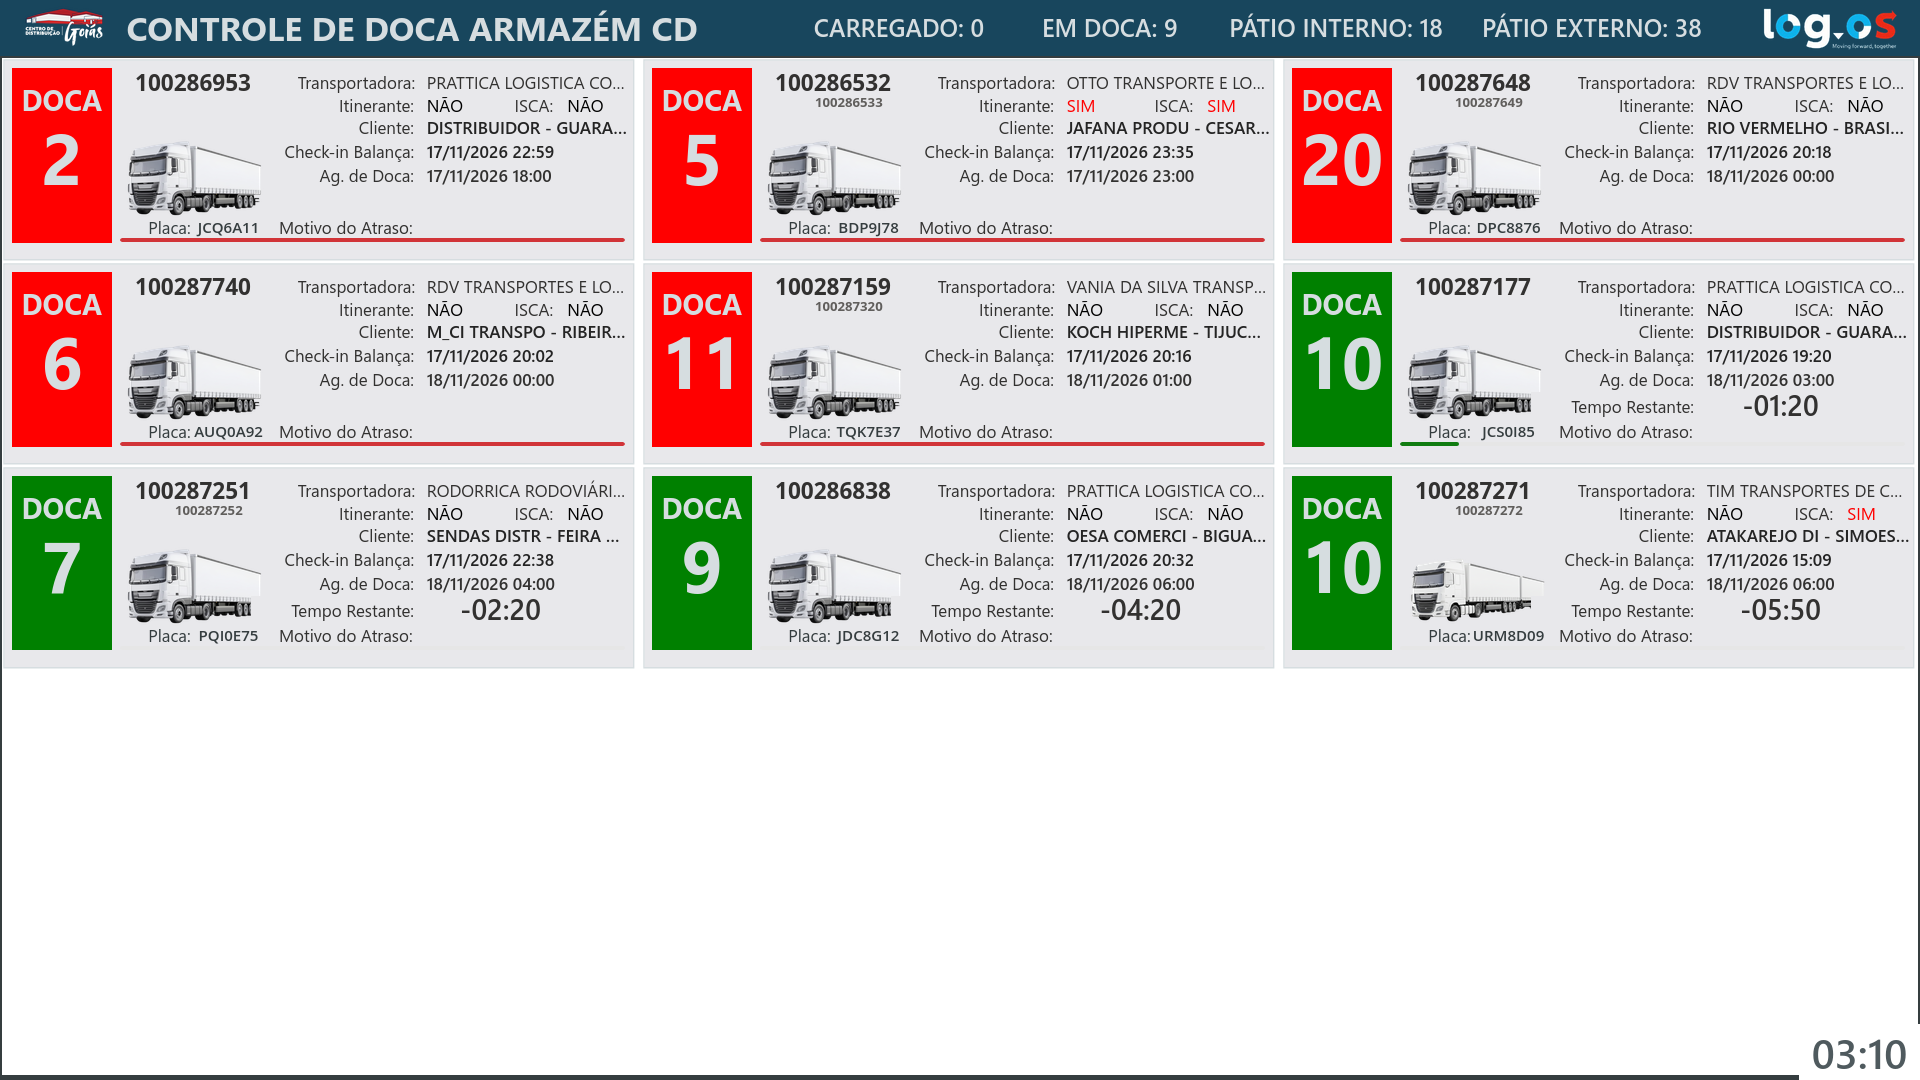 CENTRO DE DISTRIBUIÇÃO Goiás
CONTROLE DE DOCA ARMAZÉM CD
CARREGADO: 0
EM DOCA: 9
PÁTIO INTERNO: 18
PÁTIO EXTERNO: 38
log.os
Moving forward, together
DOCA
2
100286953
Transportadora: PRATTICA LOGISTICA CO...
Itinerante: NÃO ISCA: NÃO
Cliente: DISTRIBUIDOR - GUARA...
Check-in Balança: 17/11/2026 22:59
Ag. de Doca: 17/11/2026 18:00
Placa: JCQ6A11 Motivo do Atraso:
DOCA
5
100286532
100286533
Transportadora: OTTO TRANSPORTE E LO...
Itinerante: SIM ISCA: SIM
Cliente: JAFANA PRODU - CESAR...
Check-in Balança: 17/11/2026 23:35
Ag. de Doca: 17/11/2026 23:00
Placa: BDP9J78 Motivo do Atraso:
DOCA
20
100287648
100287649
Transportadora: RDV TRANSPORTES E LO...
Itinerante: NÃO ISCA: NÃO
Cliente: RIO VERMELHO - BRASI...
Check-in Balança: 17/11/2026 20:18
Ag. de Doca: 18/11/2026 00:00
Placa: DPC8876 Motivo do Atraso:
DOCA
6
100287740
Transportadora: RDV TRANSPORTES E LO...
Itinerante: NÃO ISCA: NÃO
Cliente: M_CI TRANSPO - RIBEIR...
Check-in Balança: 17/11/2026 20:02
Ag. de Doca: 18/11/2026 00:00
Placa: AUQ0A92 Motivo do Atraso:
DOCA
11
100287159
100287320
Transportadora: VANIA DA SILVA TRANSP...
Itinerante: NÃO ISCA: NÃO
Cliente: KOCH HIPERME - TIJUC...
Check-in Balança: 17/11/2026 20:16
Ag. de Doca: 18/11/2026 01:00
Placa: TQK7E37 Motivo do Atraso:
DOCA
10
100287177
Transportadora: PRATTICA LOGISTICA CO...
Itinerante: NÃO ISCA: NÃO
Cliente: DISTRIBUIDOR - GUARA...
Check-in Balança: 17/11/2026 19:20
Ag. de Doca: 18/11/2026 03:00
Tempo Restante: -01:20
Placa: JCS0I85 Motivo do Atraso:
DOCA
7
100287251
100287252
Transportadora: RODORRICA RODOVIÁRI...
Itinerante: NÃO ISCA: NÃO
Cliente: SENDAS DISTR - FEIRA ...
Check-in Balança: 17/11/2026 22:38
Ag. de Doca: 18/11/2026 04:00
Tempo Restante: -02:20
Placa: PQI0E75 Motivo do Atraso:
DOCA
9
100286838
Transportadora: PRATTICA LOGISTICA CO...
Itinerante: NÃO ISCA: NÃO
Cliente: OESA COMERCI - BIGUA...
Check-in Balança: 17/11/2026 20:32
Ag. de Doca: 18/11/2026 06:00
Tempo Restante: -04:20
Placa: JDC8G12 Motivo do Atraso:
DOCA
10
100287271
100287272
Transportadora: TIM TRANSPORTES DE C...
Itinerante: NÃO ISCA: SIM
Cliente: ATAKAREJO DI - SIMOES...
Check-in Balança: 17/11/2026 15:09
Ag. de Doca: 18/11/2026 06:00
Tempo Restante: -05:50
Placa: URM8D09 Motivo do Atraso:
03:10